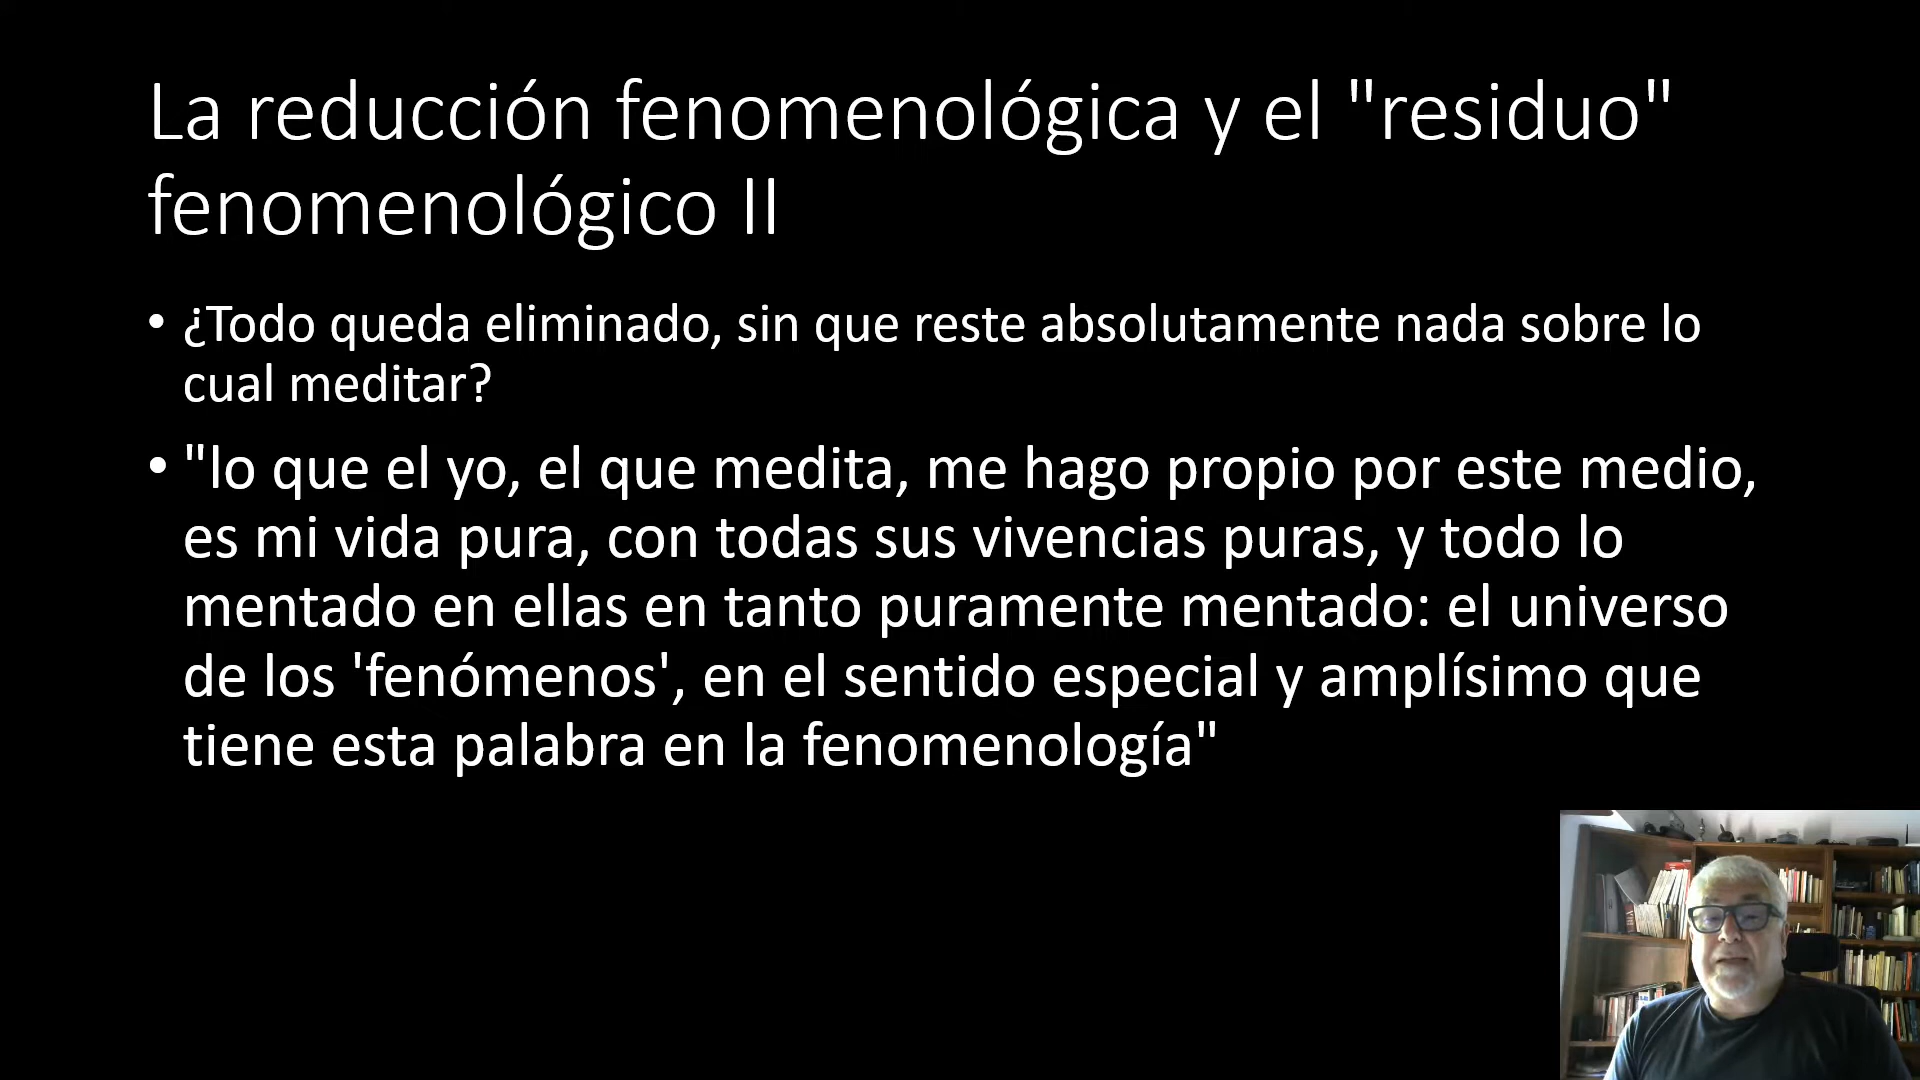 La reducción fenomenológica y el "residuo"
fenomenológico II
• ¿Todo queda eliminado, sin que reste absolutamente nada sobre lo
cual meditar?
• "lo que el yo, el que medita, me hago propio por este medio,
es mi vida pura, con todas sus vivencias puras, y todo lo
mentado en ellas en tanto puramente mentado: el universo
de los 'fenómenos', en el sentido especial y amplísimo que
tiene esta palabra en la fenomenología"